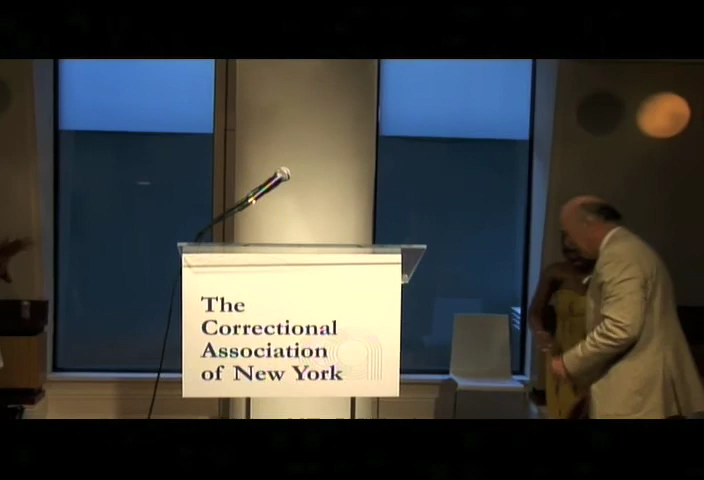 The
Correctional
Association
of New York